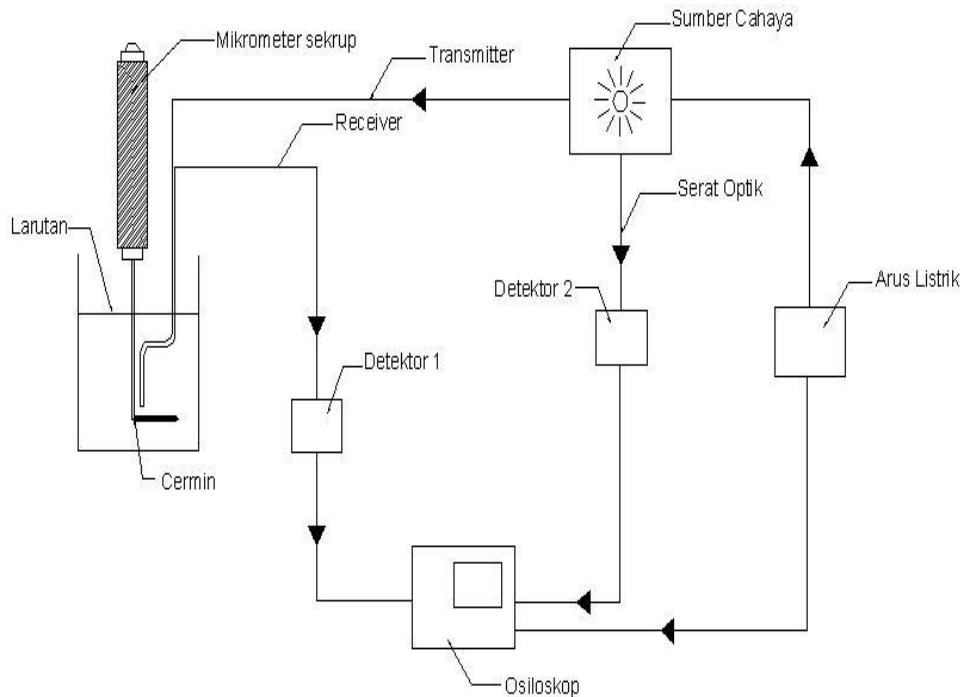 Sumber Cahaya
Mikrometer sekrup
Transmitter
Receiver
Serat Optik
Larutan
Detektor 2
Arus Listrik
Detektor 1
Cermin
Osiloskop